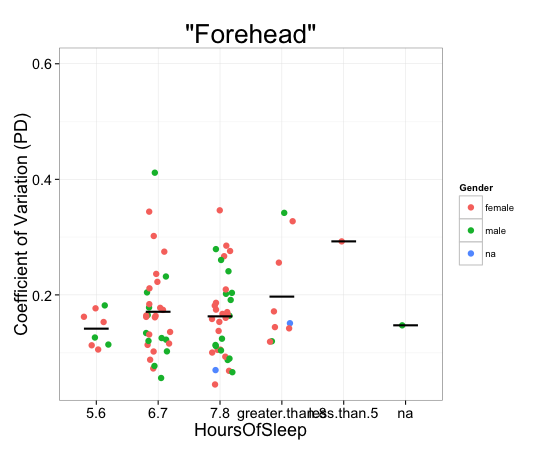 "Forehead"
Coefficient of Variation (PD)
0.6
0.4
0.2
5.6 6.7 7.8 greater.than.8 less.than.5 na
HoursOfSleep
Gender
female
male
na